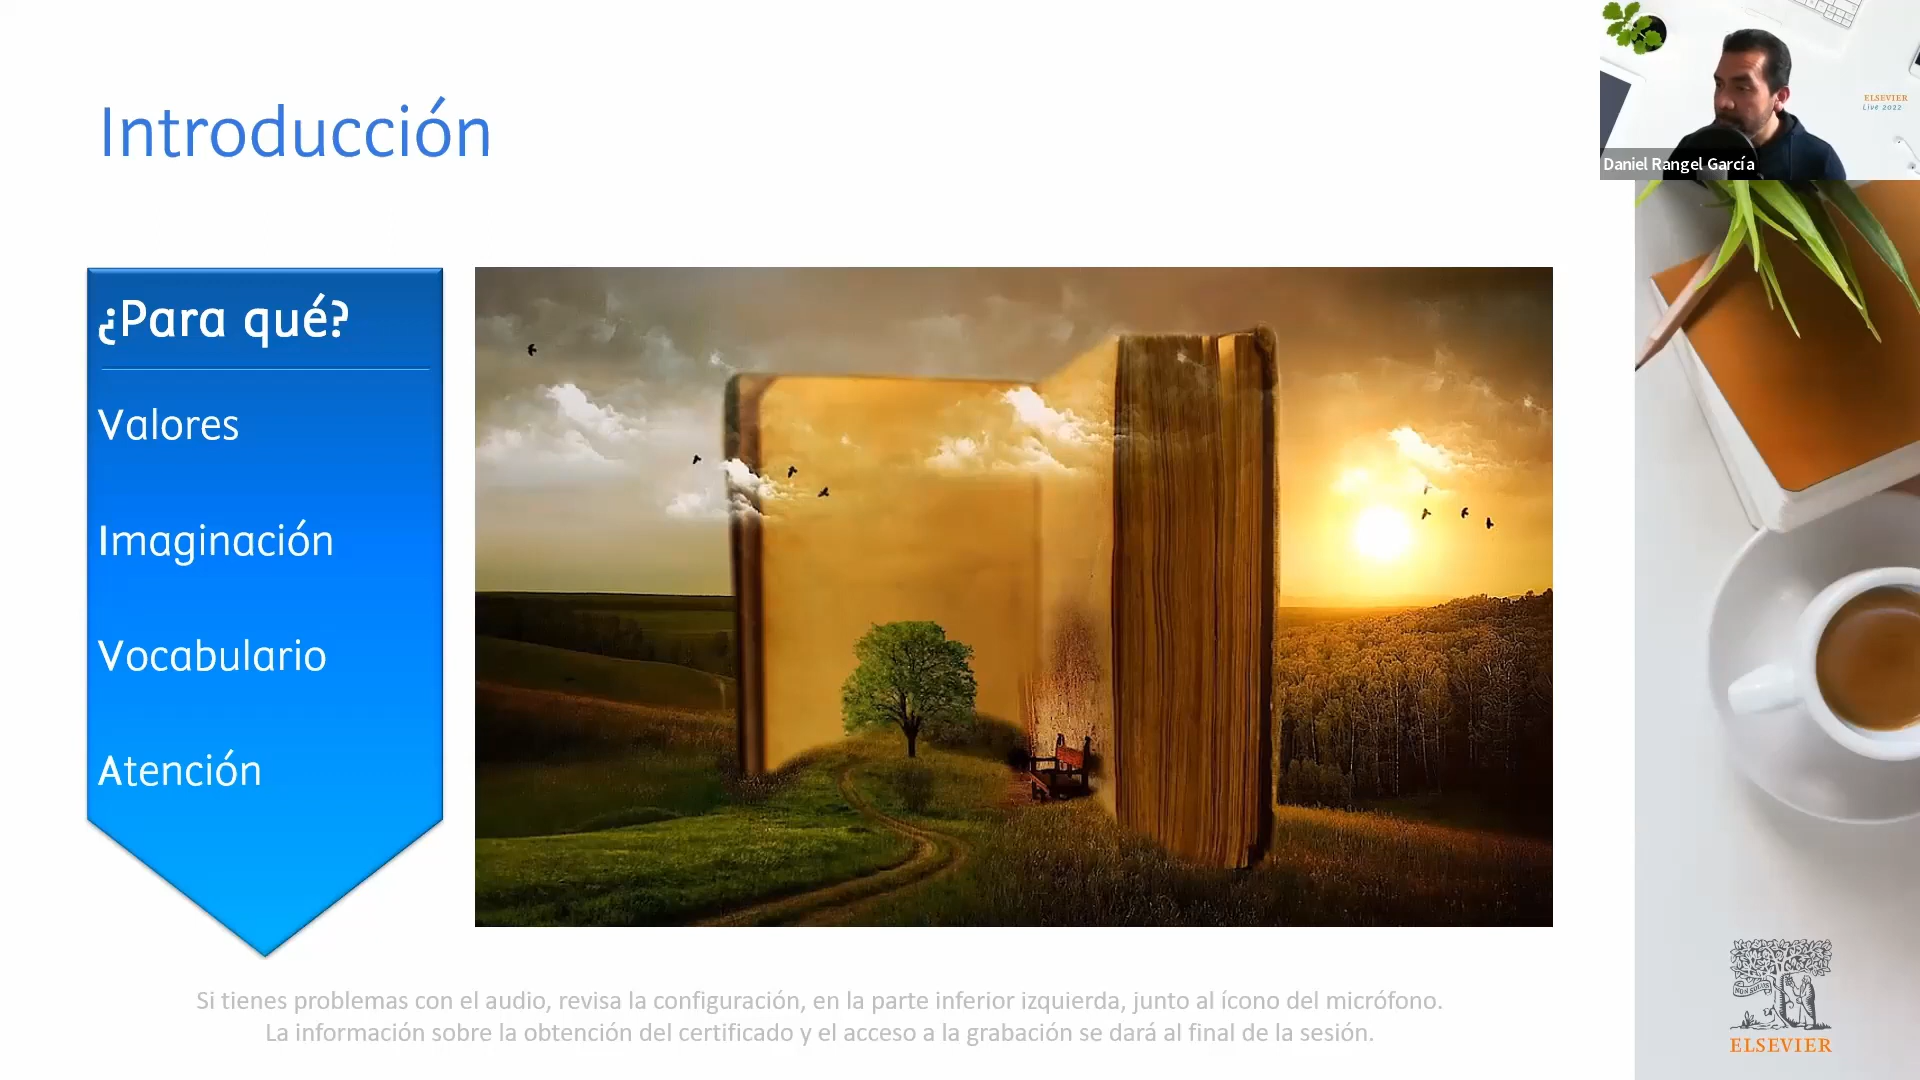 Introducción
ELSEVIER
Live 2022
Daniel Rangel García
¿Para qué?
Valores
Imaginación
Vocabulario
Atención
NON SOLUS
ELSEVIER
Si tienes problemas con el audio, revisa la configuración, en la parte inferior izquierda, junto al ícono del micrófono.
La información sobre la obtención del certificado y el acceso a la grabación se dará al final de la sesión.